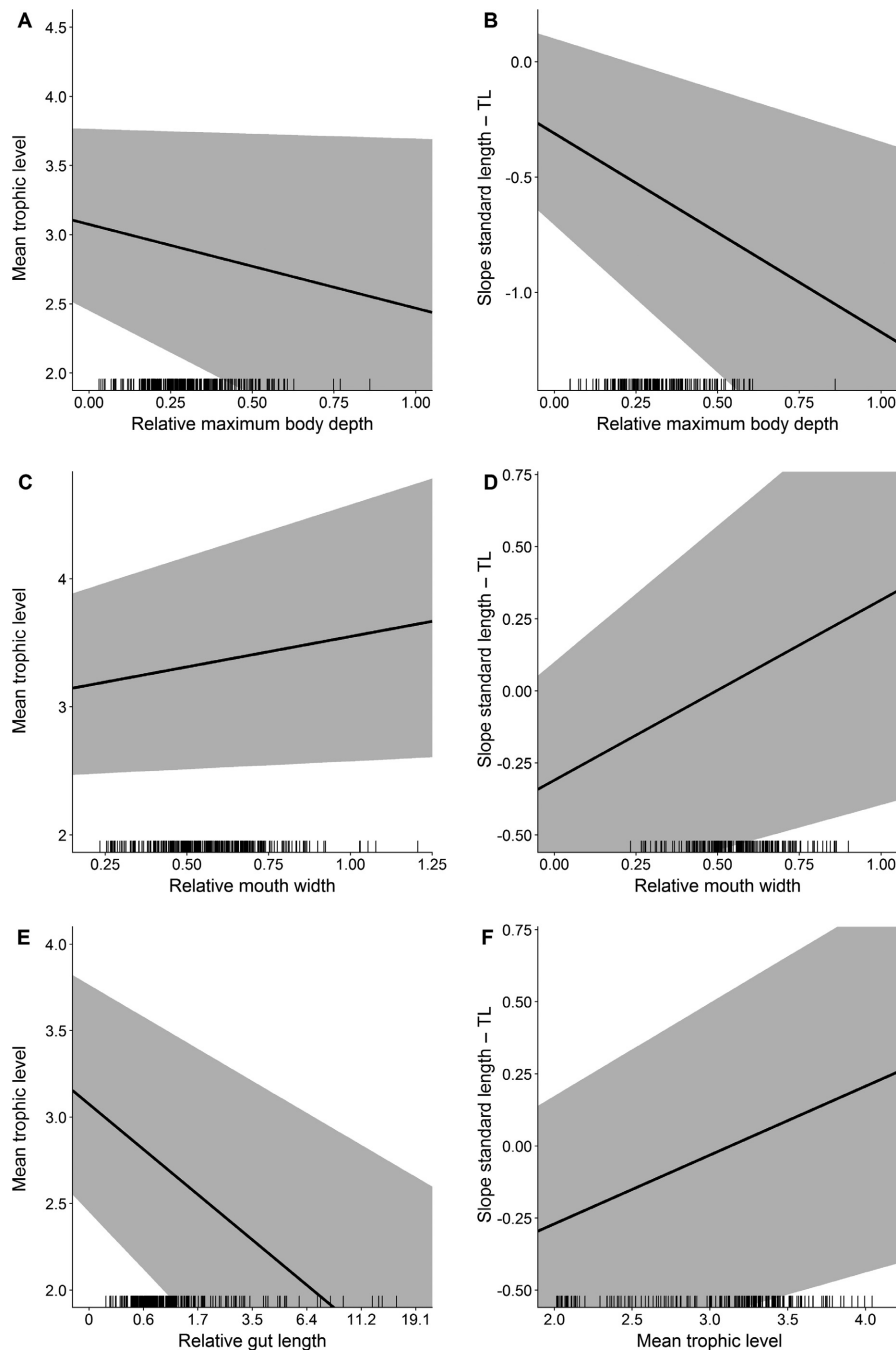 A
Mean trophic level
4.5
4.0
3.5
3.0
2.5
2.0
0.00 0.25 0.50 0.75 1.00
Relative maximum body depth
B
Slope standard length – TL
0.0
-0.5
-1.0
0.00 0.25 0.50 0.75 1.00
Relative maximum body depth
C
Mean trophic level
4
3
2
0.25 0.50 0.75 1.00 1.25
Relative mouth width
D
Slope standard length – TL
0.75
0.50
0.25
0.00
-0.25
-0.50
0.00 0.25 0.50 0.75 1.00
Relative mouth width
E
Mean trophic level
4.0
3.5
3.0
2.5
2.0
0 0.6 1.7 3.5 6.4 11.2 19.1
Relative gut length
F
Slope standard length – TL
0.75
0.50
0.25
0.00
-0.25
-0.50
2.0 2.5 3.0 3.5 4.0
Mean trophic level